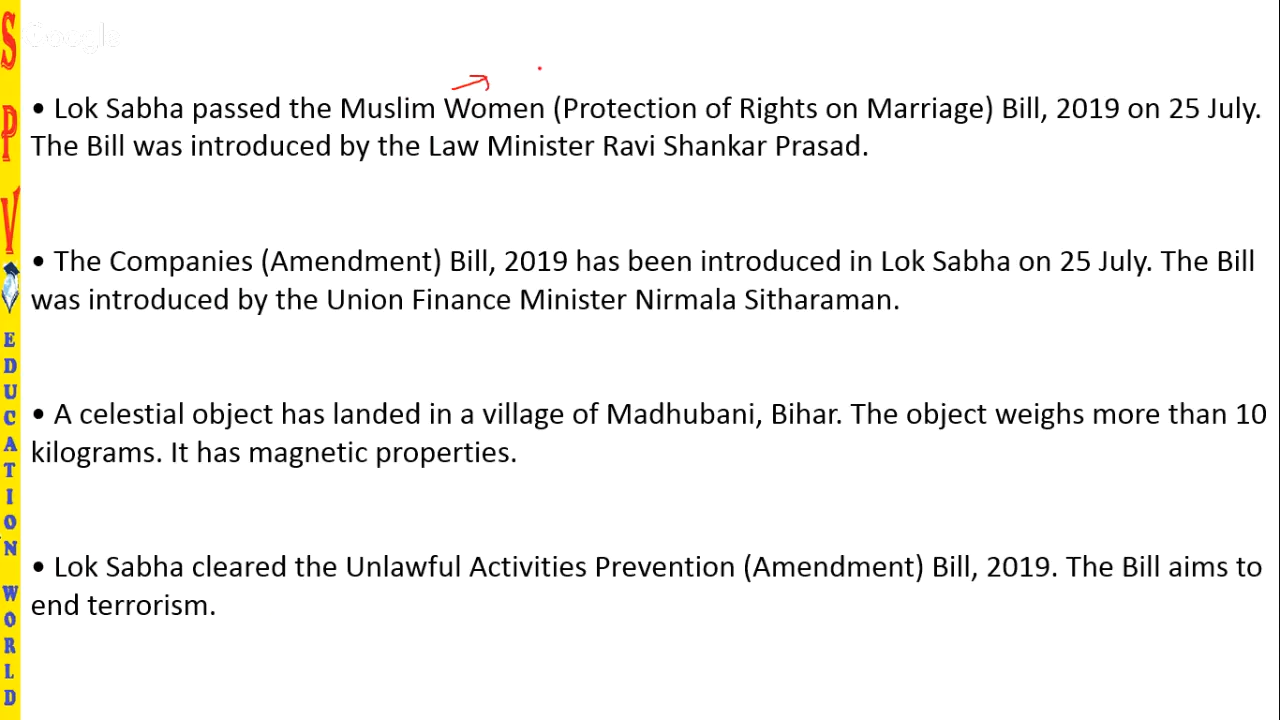 SPV EDUCATION WORLD
Google
• Lok Sabha passed the Muslim Women (Protection of Rights on Marriage) Bill, 2019 on 25 July.
The Bill was introduced by the Law Minister Ravi Shankar Prasad.
• The Companies (Amendment) Bill, 2019 has been introduced in Lok Sabha on 25 July. The Bill
was introduced by the Union Finance Minister Nirmala Sitharaman.
• A celestial object has landed in a village of Madhubani, Bihar. The object weighs more than 10
kilograms. It has magnetic properties.
• Lok Sabha cleared the Unlawful Activities Prevention (Amendment) Bill, 2019. The Bill aims to
end terrorism.